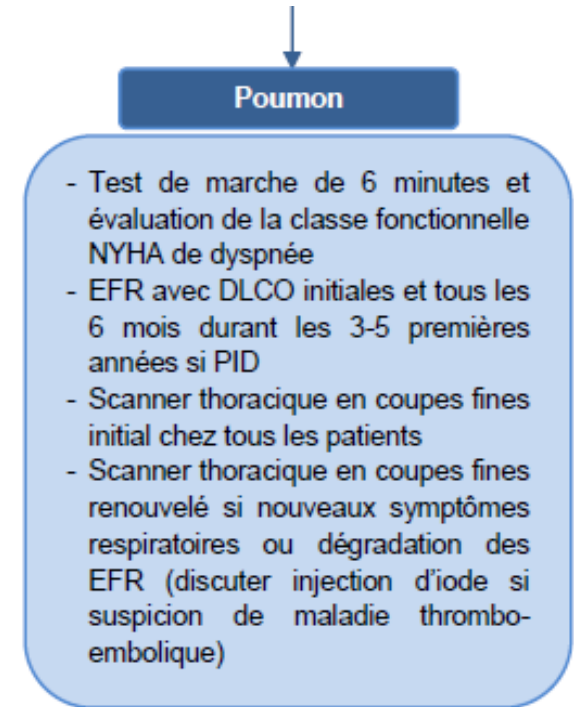 Poumon
- Test de marche de 6 minutes et
évaluation de la classe fonctionnelle
NYHA de dyspnée
- EFR avec DLCO initiales et tous les
6 mois durant les 3-5 premières
années si PID
- Scanner thoracique en coupes fines
initial chez tous les patients
- Scanner thoracique en coupes fines
renouvelé si nouveaux symptômes
respiratoires ou dégradation des
EFR (discuter injection d'iode si
suspicion de maladie thrombo-
embolique)